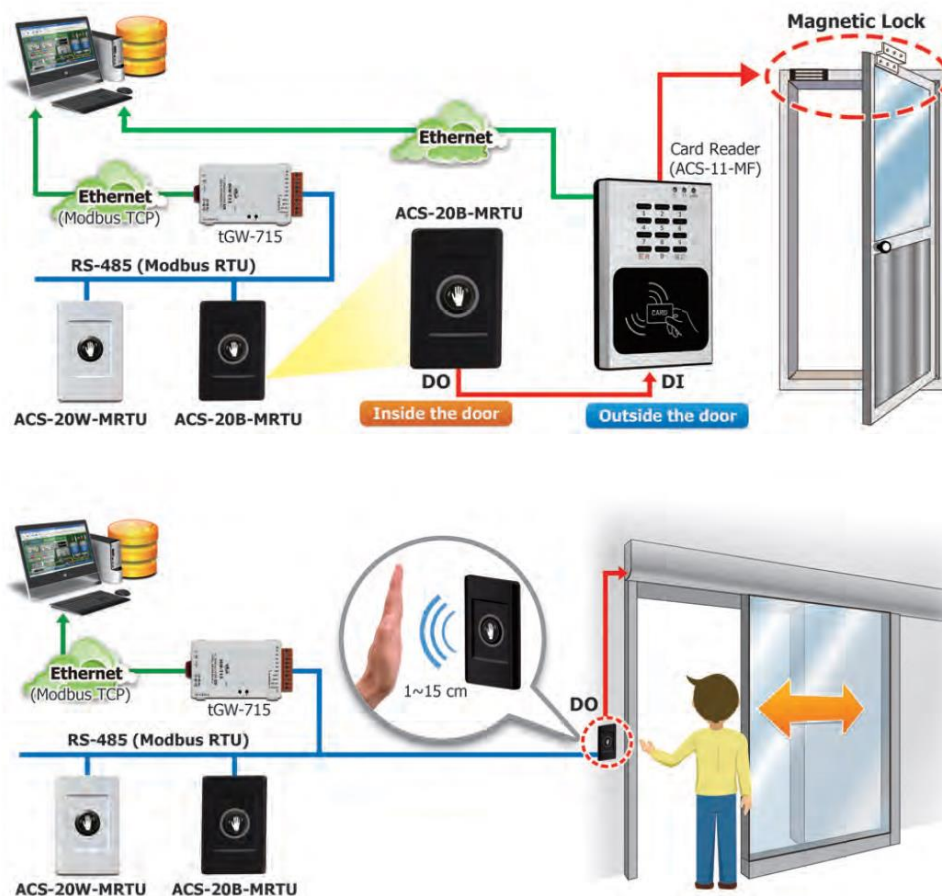 Magnetic Lock
Ethernet
Card Reader
(ACS-11-MF)
Ethernet
(Modbus TCP)
tGW-715
ACS-20B-MRTU
RS-485 (Modbus RTU)
CARD
DO
DI
ACS-20W-MRTU
ACS-20B-MRTU
Inside the door
Outside the door
1~15 cm
Ethernet
(Modbus TCP)
tGW-715
DO
RS-485 (Modbus RTU)
ACS-20W-MRTU
ACS-20B-MRTU